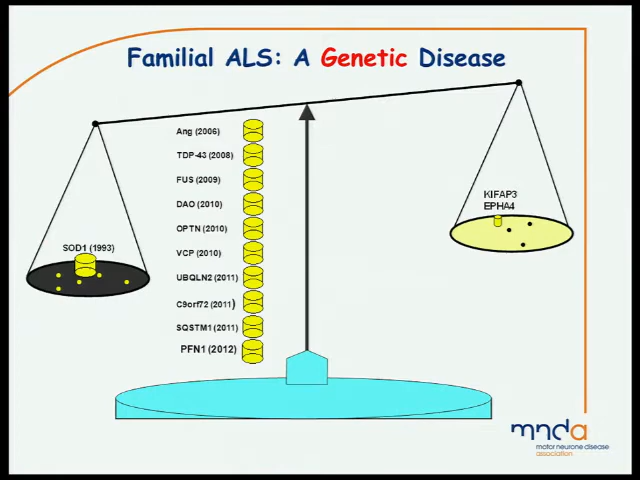 Familial ALS: A Genetic Disease
Ang (2006)
TDP-43 (2008)
FUS (2009)
DAO (2010)
OPTN (2010)
VCP (2010)
UBQLN2 (2011)
C9orf72 (2011)
SQSTM1 (2011)
PFN1 (2012)
SOD1 (1993)
KIFAP3
EPHA4
mnda
motor neurone disease
association